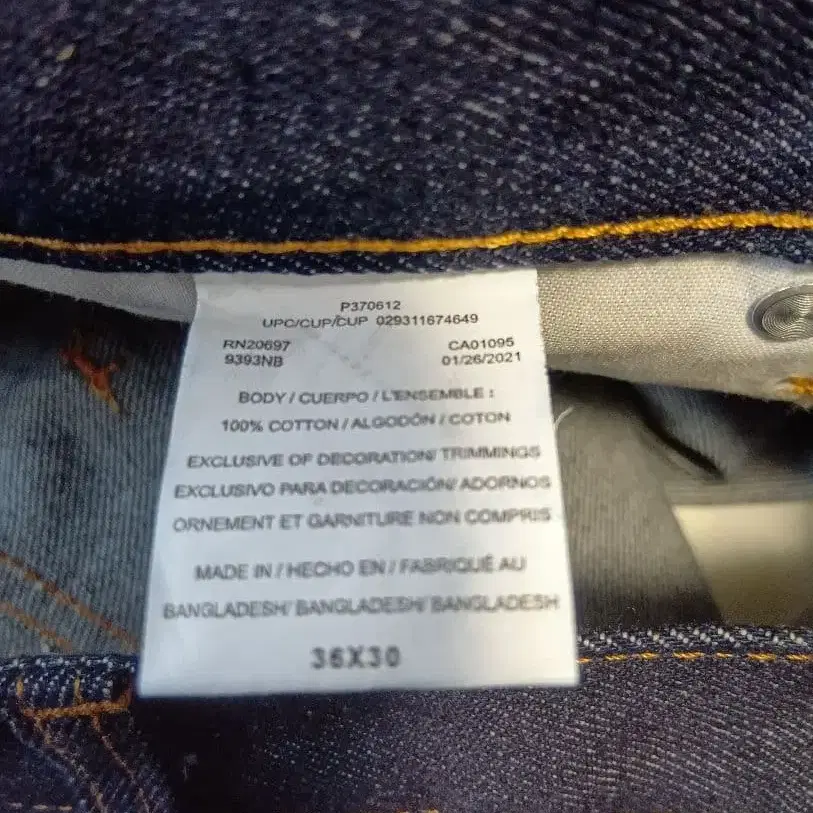 P370612
UPC/CUP/CUP 029311674649
RN20697 CA01095
9393NB 01/26/2021
BODY / CUERPO / L'ENSEMBLE :
100% COTTON / ALGODÓN / COTON
EXCLUSIVE OF DECORATION/ TRIMMINGS
EXCLUSIVO PARA DECORACIÓN/ ADORNOS
ORNEMENT ET GARNITURE NON COMPRIS
MADE IN / HECHO EN / FABRIQUÉ AU
BANGLADESH/ BANGLADESH/ BANGLADESH
36X30